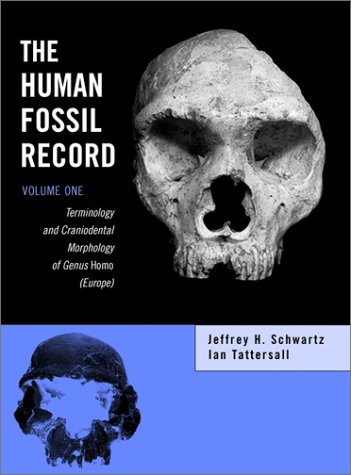 THE
HUMAN
FOSSIL
RECORD
VOLUME ONE
Terminology
and Craniodental
Morphology
of Genus Homo
(Europe)
Jeffrey H. Schwartz
Ian Tattersall